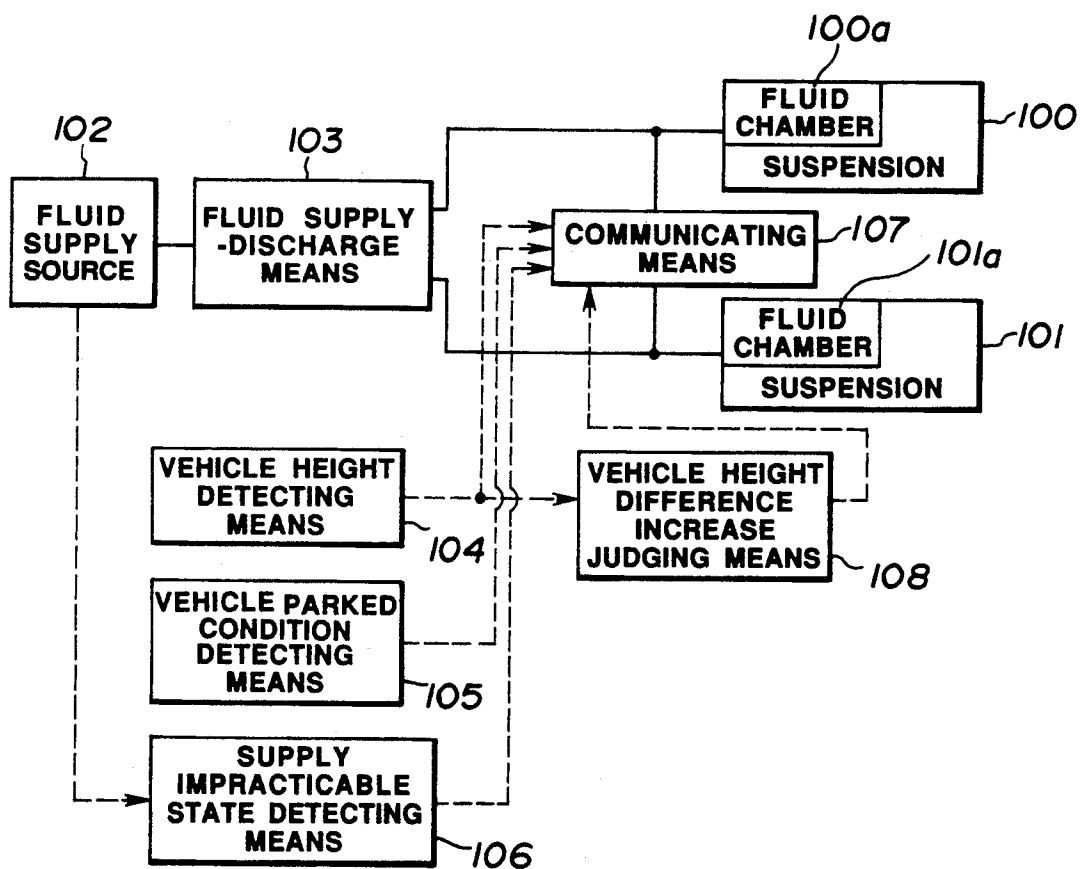 100a
FLUID
CHAMBER
SUSPENSION
100
102
FLUID
SUPPLY
SOURCE
103
FLUID SUPPLY
-DISCHARGE
MEANS
COMMUNICATING
MEANS
107
101a
FLUID
CHAMBER
SUSPENSION
101
VEHICLE HEIGHT
DETECTING
MEANS
104
VEHICLE HEIGHT
DIFFERENCE
INCREASE
JUDGING MEANS
108
VEHICLE PARKED
CONDITION
DETECTING
MEANS
105
SUPPLY
IMPRACTICABLE
STATE DETECTING
MEANS
106